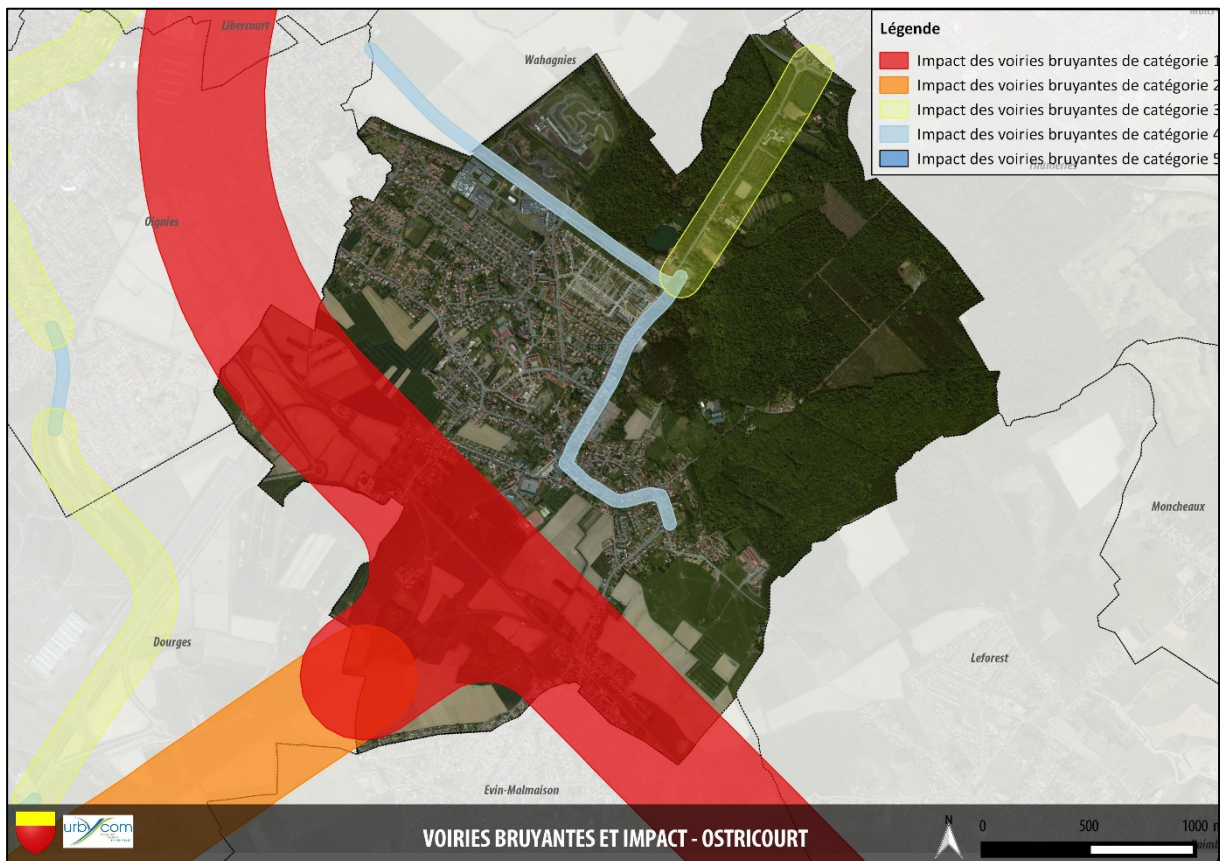 Libercourt
Wahagnies
Légende
Impact des voiries bruyantes de catégorie 1
Impact des voiries bruyantes de catégorie 2
Impact des voiries bruyantes de catégorie 3
Impact des voiries bruyantes de catégorie 4
Impact des voiries bruyantes de catégorie 5
Oignies
Moncheaux
Dourges
Leforest
Evin-Malmaison
urbycom
VOIRIES BRUYANTES ET IMPACT - OSTRICOURT
N
0 500 1000 m